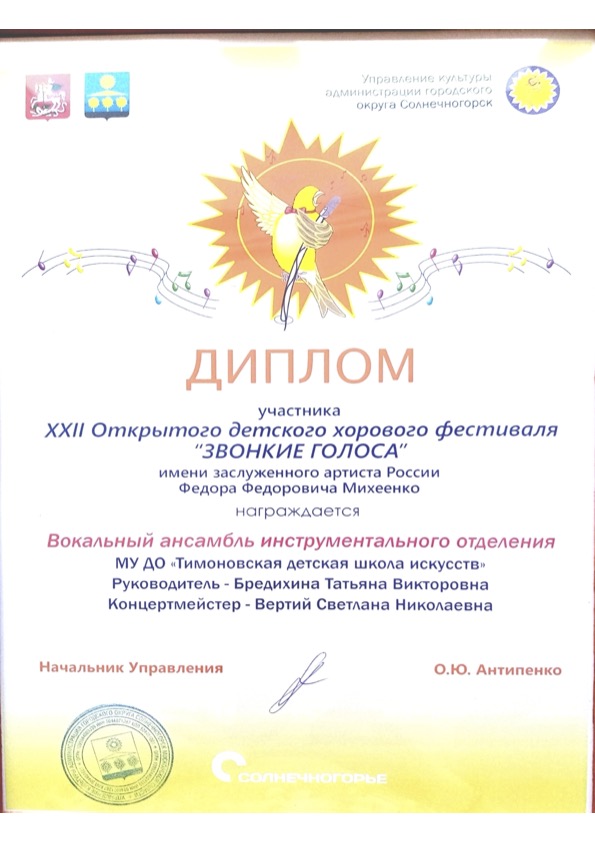 Управление культуры
администрации городского
округа Солнечногорск
ДИПЛОМ
участника
XXII Открытого детского хорового фестиваля
"ЗВОНКИЕ ГОЛОСА"
имени заслуженного артиста России
Федора Федоровича Михеенко
награждается
Вокальный ансамбль инструментального отделения
МУ ДО «Тимоновская детская школа искусств»
Руководитель - Бредихина Татьяна Викторовна
Концертмейстер - Вертий Светлана Николаевна
Начальник Управления
О.Ю. Антипенко
СОЛНЕЧНОГОРЬЕ